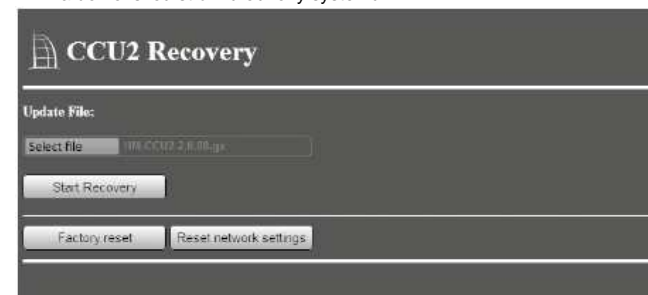 CCU2 Recovery
Update File:
Select file
Start Recovery
Factory reset Reset network settings